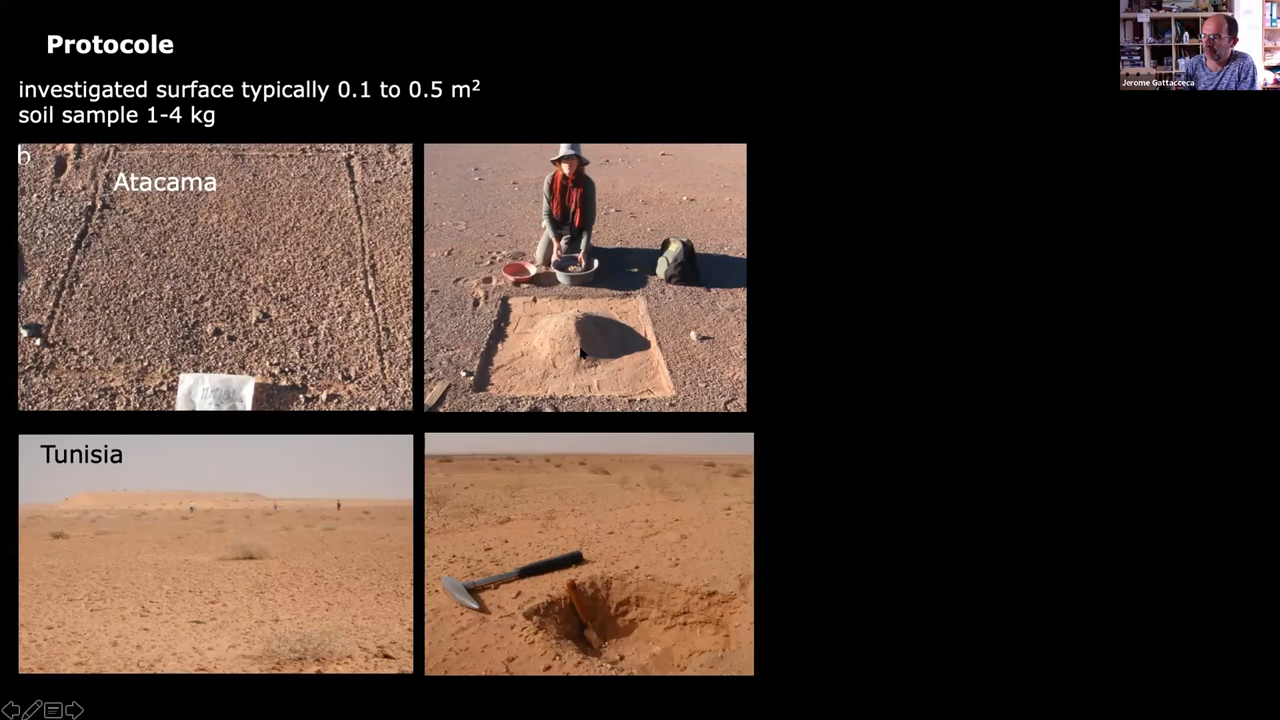 Protocole
investigated surface typically 0.1 to 0.5 m²
soil sample 1-4 kg
b
Atacama
Tunisia
Jerome Gattacceca